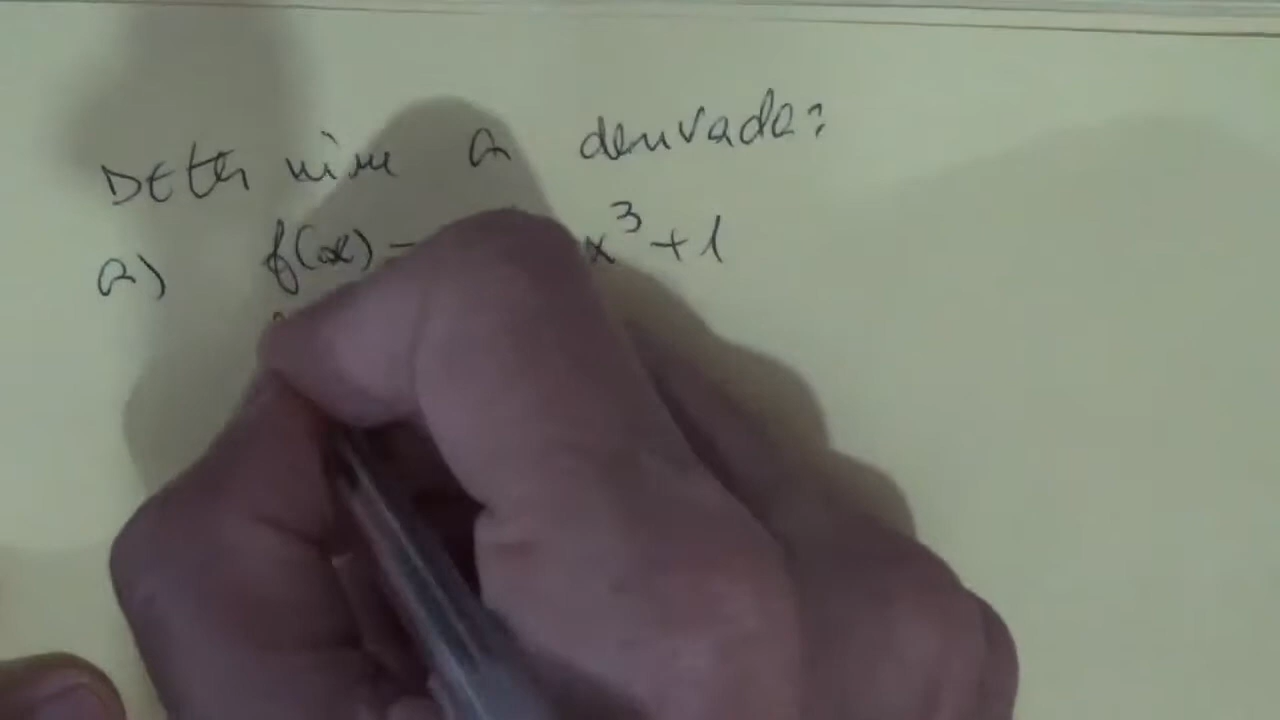 Determine a derivada:
a) f(x) = x³ + 1